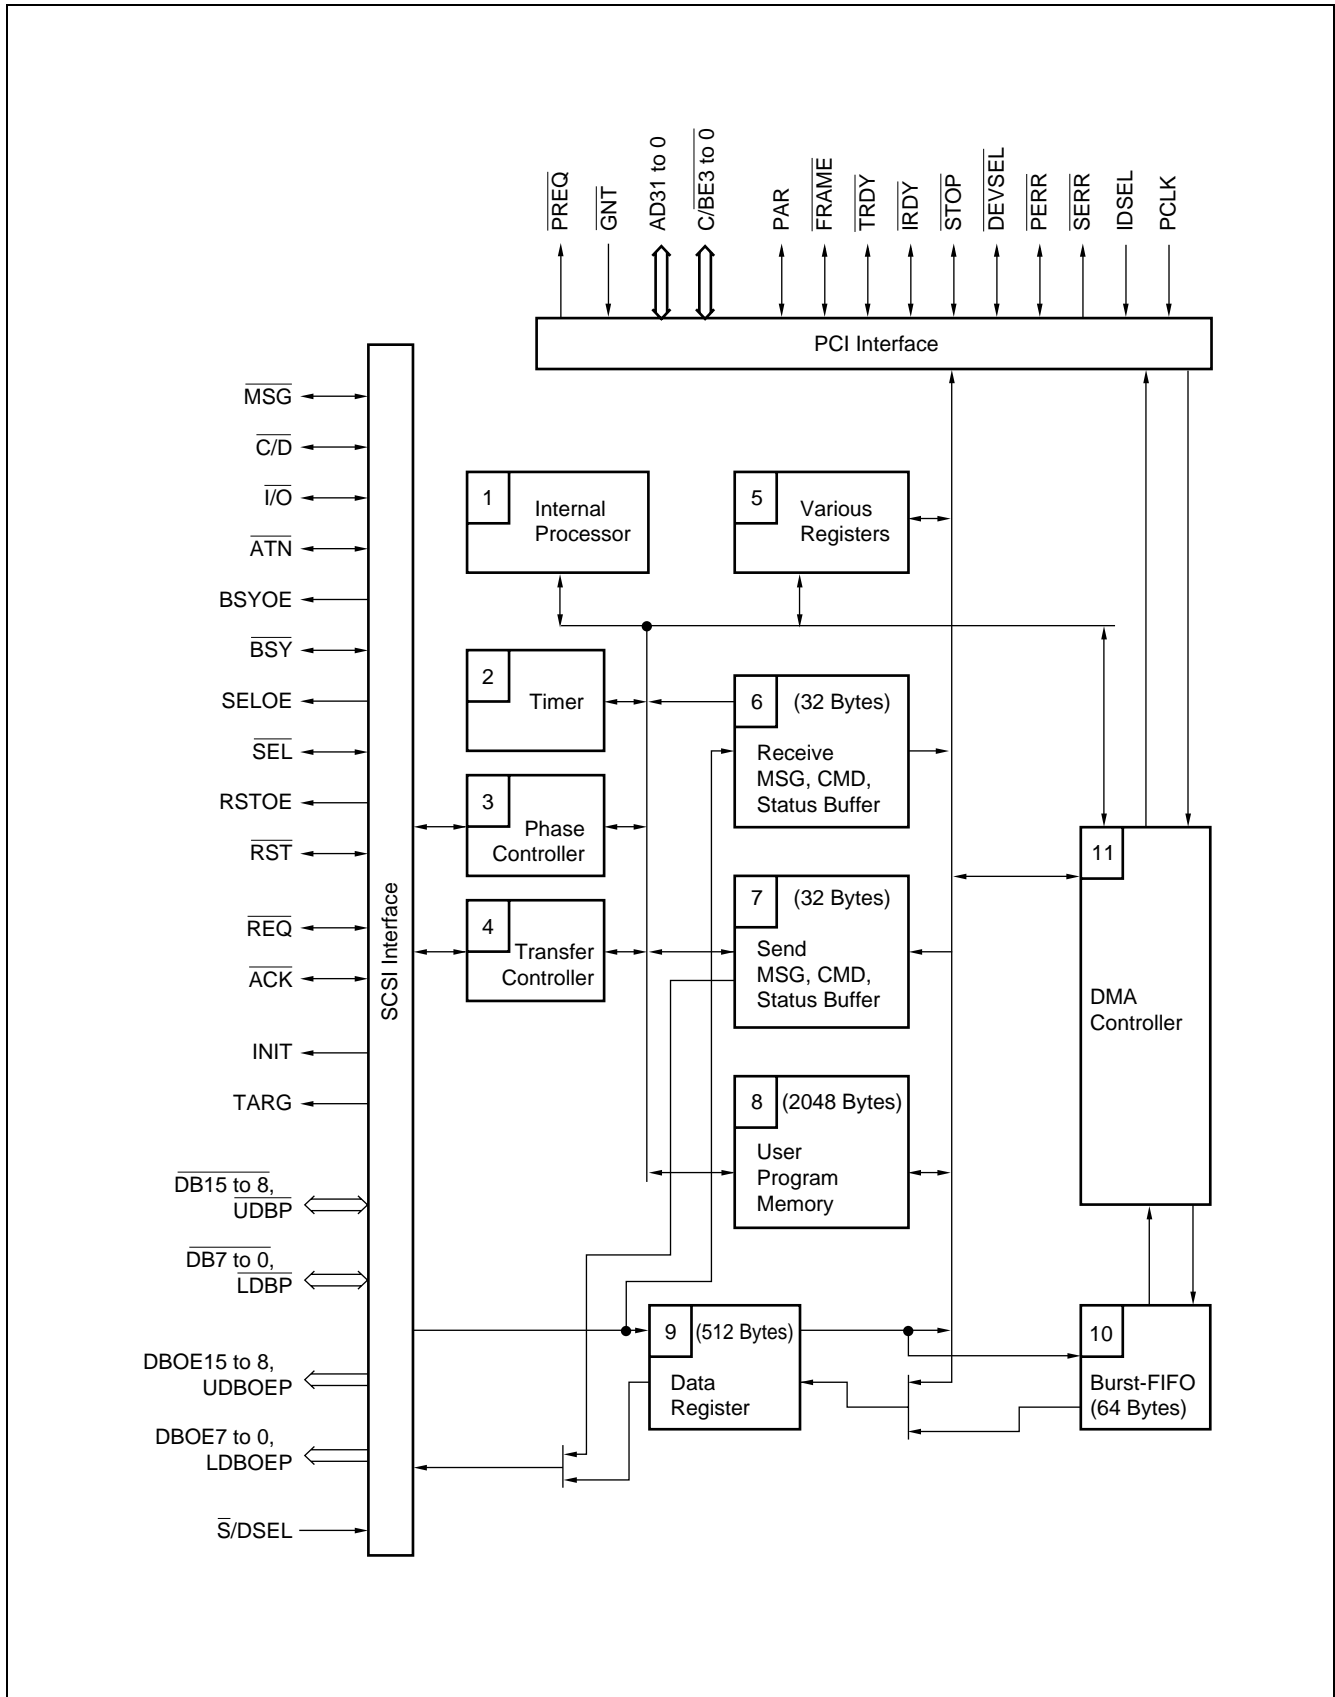 PREQ
GNT
AD31 to 0
C/BE3 to 0
PAR
FRAME
TRDY
IRDY
STOP
DEVSEL
PERR
SERR
IDSEL
PCLK
PCI Interface
MSG
C/D
I/O
ATN
BSYOE
BSY
SELOE
SEL
RSTOE
RST
REQ
ACK
INIT
TARG
DB15 to 8,
UDBP
DB7 to 0,
LDBP
DBOE15 to 8,
UDBOEP
DBOE7 to 0,
LDBOEP
S/DSEL
SCSI Interface
1
Internal
Processor
2
Timer
3
Phase
Controller
4
Transfer
Controller
5
Various
Registers
6 (32 Bytes)
Receive
MSG, CMD,
Status Buffer
7 (32 Bytes)
Send
MSG, CMD,
Status Buffer
8 (2048 Bytes)
User
Program
Memory
9 (512 Bytes)
Data
Register
10
Burst-FIFO
(64 Bytes)
11
DMA
Controller